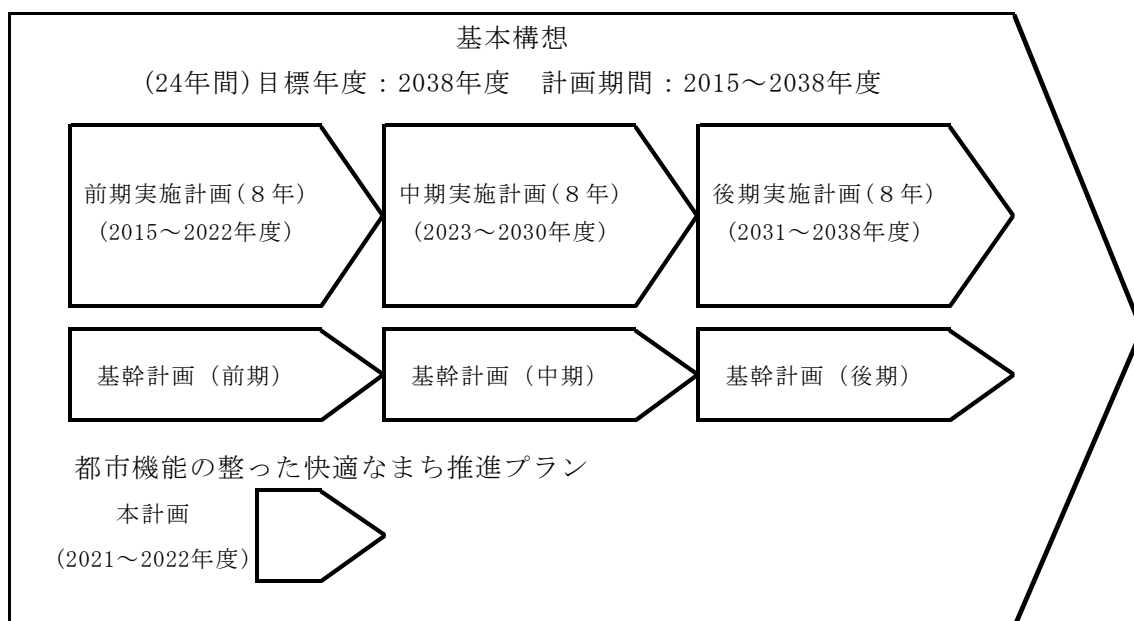 基本構想
(24年間)目標年度：2038年度　計画期間：2015～2038年度
前期実施計画(８年)
(2015～2022年度)
中期実施計画(８年)
(2023～2030年度)
後期実施計画(８年)
(2031～2038年度)
基幹計画（前期）
基幹計画（中期）
基幹計画（後期）
都市機能の整った快適なまち推進プラン
本計画
(2021～2022年度)